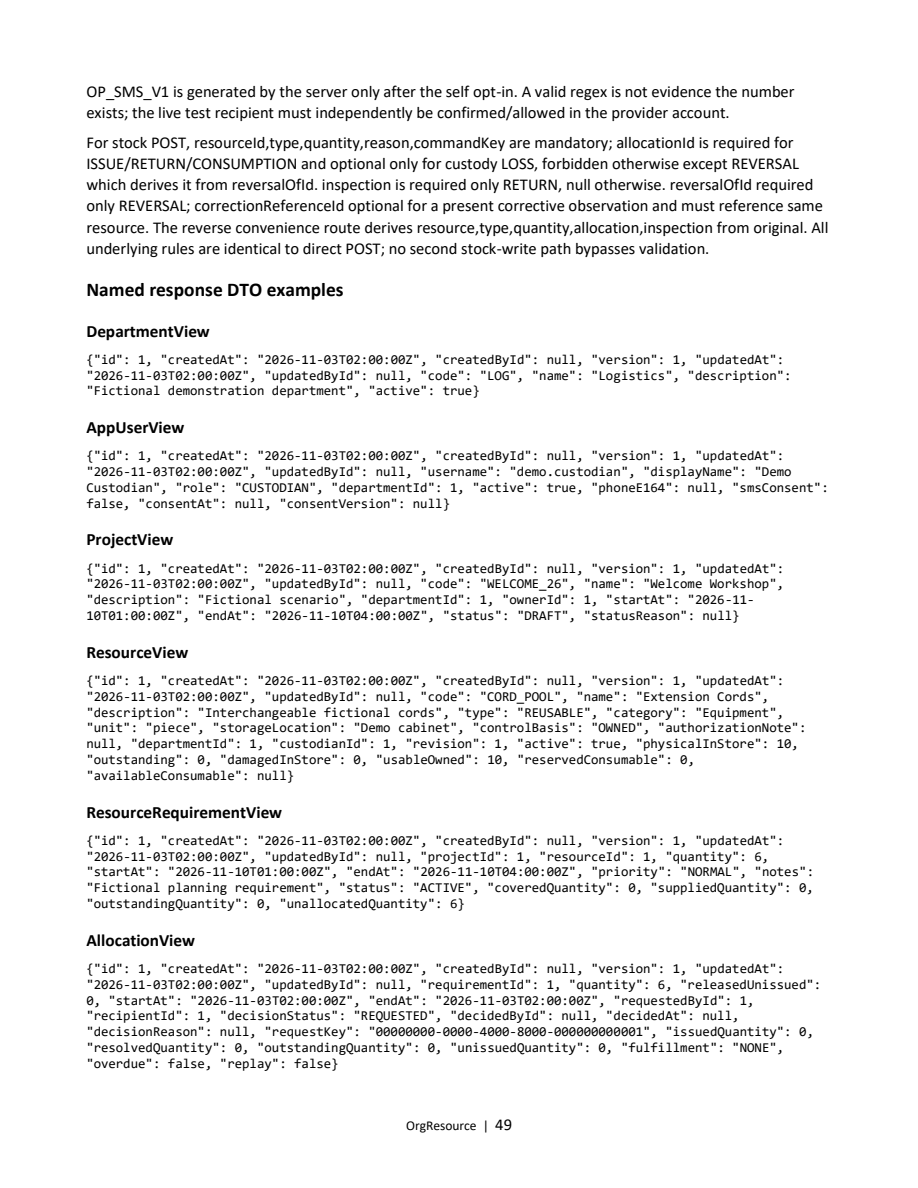 OP_SMS_V1 is generated by the server only after the self opt-in. A valid regex is not evidence the number
exists; the live test recipient must independently be confirmed/allowed in the provider account.
For stock POST, resourceId,type,quantity,reason,commandKey are mandatory; allocationId is required for
ISSUE/RETURN/CONSUMPTION and optional only for custody LOSS, forbidden otherwise except REVERSAL
which derives it from reversalOfId. inspection is required only RETURN, null otherwise. reversalOfId required
only REVERSAL; correctionReferenceId optional for a present corrective observation and must reference same
resource. The reverse convenience route derives resource,type,quantity,allocation,inspection from original. All
underlying rules are identical to direct POST; no second stock-write path bypasses validation.
Named response DTO examples
DepartmentView
{"id": 1, "createdAt": "2026-11-03T02:00:00Z", "createdById": null, "version": 1, "updatedAt":
"2026-11-03T02:00:00Z", "updatedById": null, "code": "LOG", "name": "Logistics", "description":
"Fictional demonstration department", "active": true}
AppUserView
{"id": 1, "createdAt": "2026-11-03T02:00:00Z", "createdById": null, "version": 1, "updatedAt":
"2026-11-03T02:00:00Z", "updatedById": null, "username": "demo.custodian", "displayName": "Demo
Custodian", "role": "CUSTODIAN", "departmentId": 1, "active": true, "phoneE164": null, "smsConsent":
false, "consentAt": null, "consentVersion": null}
ProjectView
{"id": 1, "createdAt": "2026-11-03T02:00:00Z", "createdById": null, "version": 1, "updatedAt":
"2026-11-03T02:00:00Z", "updatedById": null, "code": "WELCOME_26", "name": "Welcome Workshop",
"description": "Fictional scenario", "departmentId": 1, "ownerId": 1, "startAt": "2026-11-
10T01:00:00Z", "endAt": "2026-11-10T04:00:00Z", "status": "DRAFT", "statusReason": null}
ResourceView
{"id": 1, "createdAt": "2026-11-03T02:00:00Z", "createdById": null, "version": 1, "updatedAt":
"2026-11-03T02:00:00Z", "updatedById": null, "code": "CORD_POOL", "name": "Extension Cords",
"description": "Interchangeable fictional cords", "type": "REUSABLE", "category": "Equipment",
"unit": "piece", "storageLocation": "Demo cabinet", "controlBasis": "OWNED", "authorizationNote":
null, "departmentId": 1, "custodianId": 1, "revision": 1, "active": true, "physicalInStore": 10,
"outstanding": 0, "damagedInStore": 0, "usableOwned": 10, "reservedConsumable": 0,
"availableConsumable": null}
ResourceRequirementView
{"id": 1, "createdAt": "2026-11-03T02:00:00Z", "createdById": null, "version": 1, "updatedAt":
"2026-11-03T02:00:00Z", "updatedById": null, "projectId": 1, "resourceId": 1, "quantity": 6,
"startAt": "2026-11-10T01:00:00Z", "endAt": "2026-11-10T04:00:00Z", "priority": "NORMAL", "notes":
"Fictional planning requirement", "status": "ACTIVE", "coveredQuantity": 0, "suppliedQuantity": 0,
"outstandingQuantity": 0, "unallocatedQuantity": 6}
AllocationView
{"id": 1, "createdAt": "2026-11-03T02:00:00Z", "createdById": null, "version": 1, "updatedAt":
"2026-11-03T02:00:00Z", "updatedById": null, "requirementId": 1, "quantity": 6, "releasedUnissued":
0, "startAt": "2026-11-03T02:00:00Z", "endAt": "2026-11-03T02:00:00Z", "requestedById": 1,
"recipientId": 1, "decisionStatus": "REQUESTED", "decidedById": null, "decidedAt": null,
"decisionReason": null, "requestKey": "00000000-0000-4000-8000-000000000001", "issuedQuantity": 0,
"resolvedQuantity": 0, "outstandingQuantity": 0, "unissuedQuantity": 0, "fulfillment": "NONE",
"overdue": false, "replay": false}
OrgResource | 49